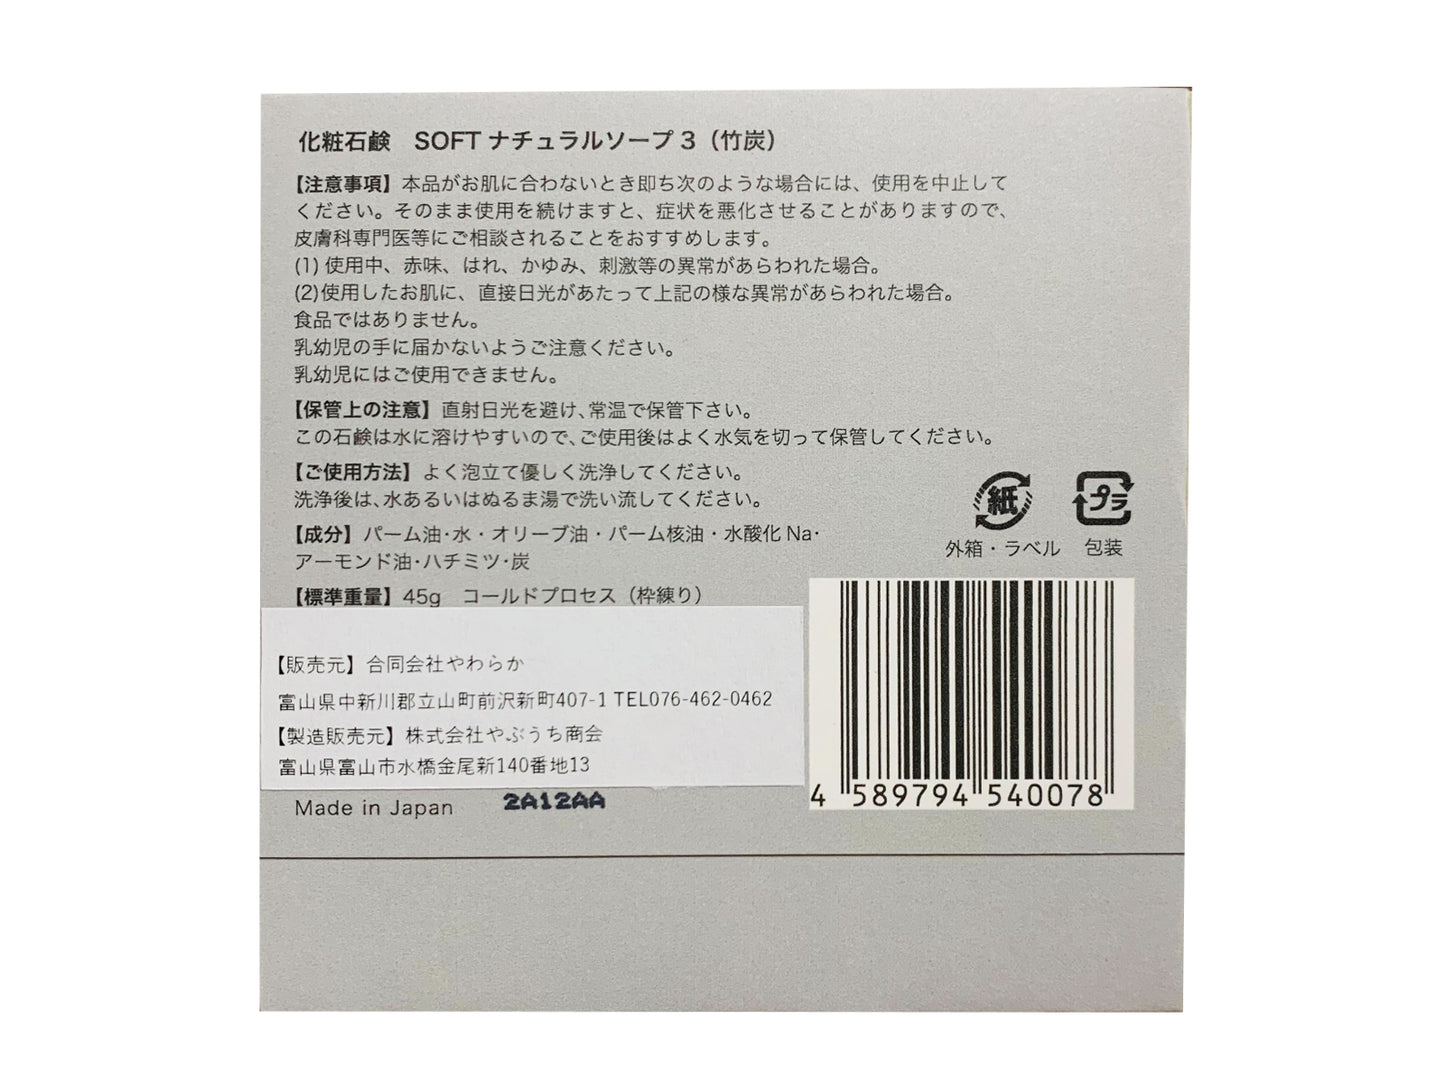 化粧石鹸　SOFT ナチュラルソープ 3（竹炭）
【注意事項】本品がお肌に合わないとき即ち次のような場合には、使用を中止して
ください。そのまま使用を続けますと、症状を悪化させることがありますので、
皮膚科専門医等にご相談されることをおすすめします。
(1) 使用中、赤味、はれ、かゆみ、刺激等の異常があらわれた場合。
(2)使用したお肌に、直接日光があたって上記の様な異常があらわれた場合。
食品ではありません。
乳幼児の手に届かないようご注意ください。
乳幼児にはご使用できません。
【保管上の注意】直射日光を避け、常温で保管下さい。
この石鹸は水に溶けやすいので、ご使用後はよく水気を切って保管してください。
【ご使用方法】よく泡立て優しく洗浄してください。
洗浄後は、水あるいはぬるま湯で洗い流してください。
【成分】パーム油・水・オリーブ油・パーム核油・水酸化 Na・
アーモンド油・ハチミツ・炭
【標準重量】45g　コールドプロセス（枠練り）
【販売元】合同会社やわらか
富山県中新川郡立山町前沢新町407-1 TEL076-462-0462
【製造販売元】株式会社やぶうち商会
富山県富山市水橋金尾新140番地13
Made in Japan 2A12AA
紙 プラ
外箱・ラベル 包装
4 589794 540078